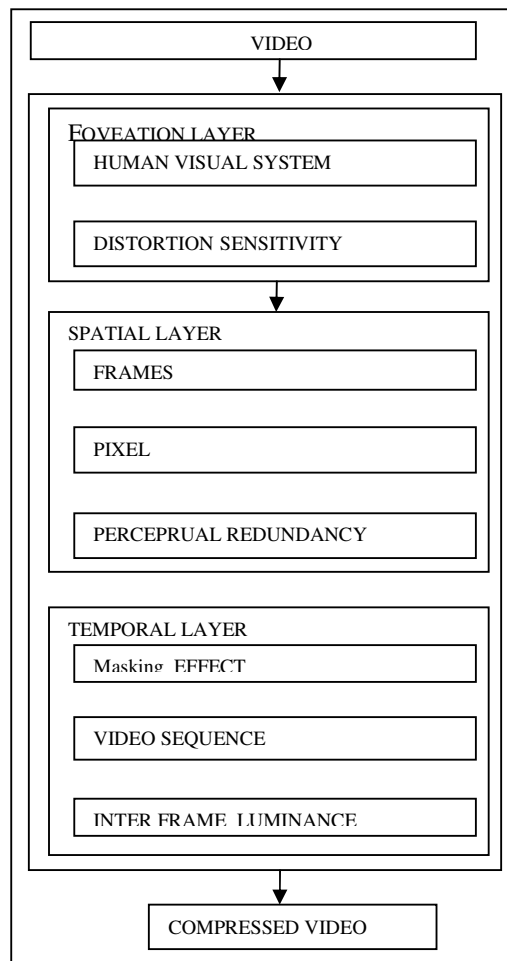 VIDEO
FOVEATION LAYER
HUMAN VISUAL SYSTEM
DISTORTION SENSITIVITY
SPATIAL LAYER
FRAMES
PIXEL
PERCEPRUAL REDUNDANCY
TEMPORAL LAYER
Masking EFFECT
VIDEO SEQUENCE
INTER FRAME LUMINANCE
COMPRESSED VIDEO